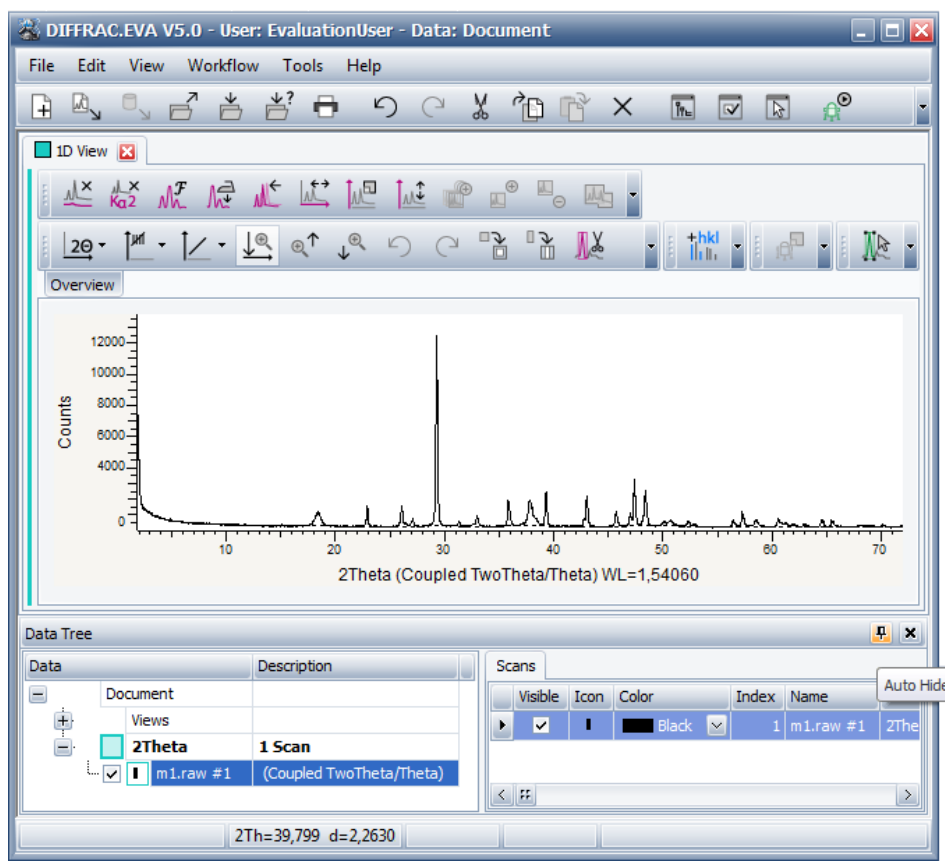 DIFFRAC.EVA V5.0 - User: EvaluationUser - Data: Document
File Edit View Workflow Tools Help
1D View
Kα2
2θ
+hkl
Overview
12000
10000
8000
6000
4000
0
Counts
10 20 30 40 50 60 70
2Theta (Coupled TwoTheta/Theta) WL=1,54060
Data Tree
Auto Hide
Data Description
Document
Views
2Theta 1 Scan
m1.raw #1 (Coupled TwoTheta/Theta)
Scans
Visible Icon Color Index Name
Black 1 m1.raw #1 2The
2Th=39,799 d=2,2630